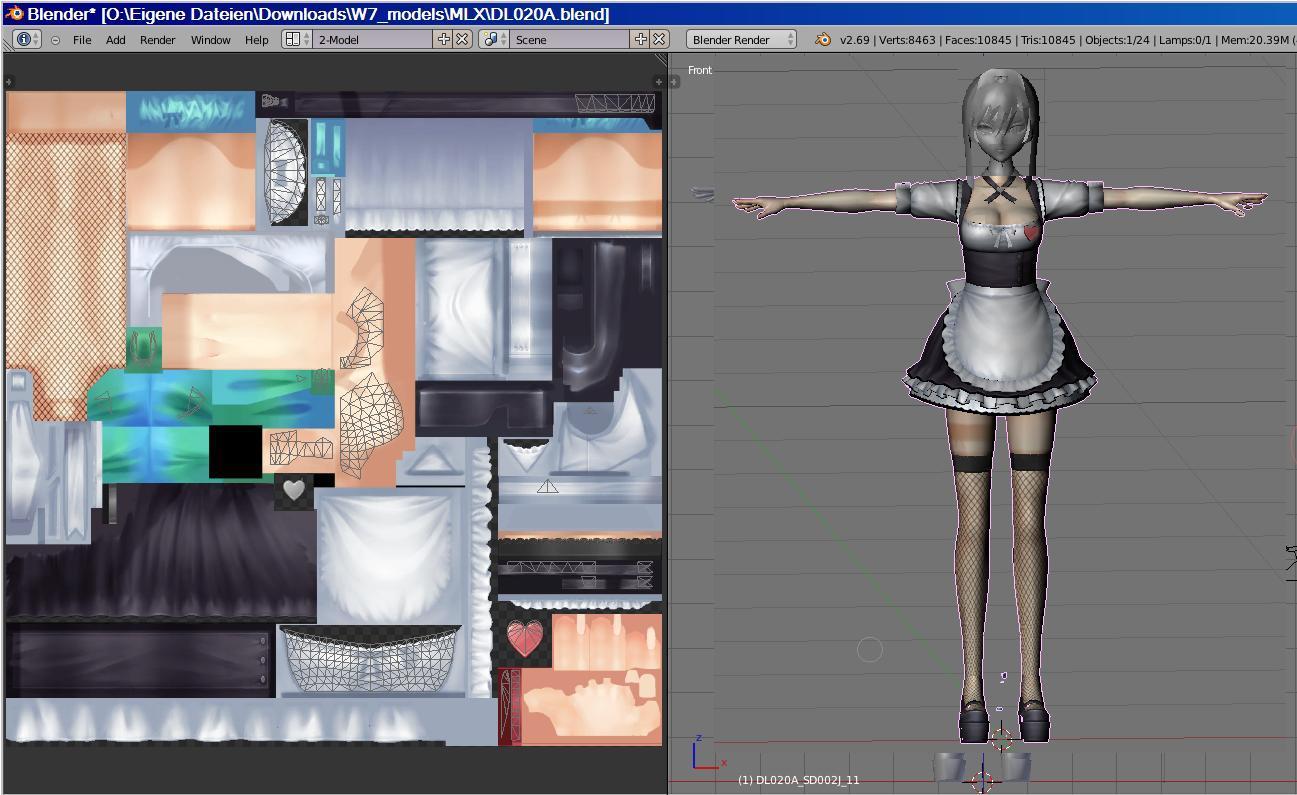 Blender* [O:\Eigene Dateien\Downloads\W7_models\MLX\DL020A.blend]
File Add Render Window Help 2-Model Scene Blender Render v2.69 | Verts:8463 | Faces:10845 | Tris:10845 | Objects:1/24 | Lamps:0/1 | Mem:20.39M (
Front
z
x
(1) DL020A_SD002J_11